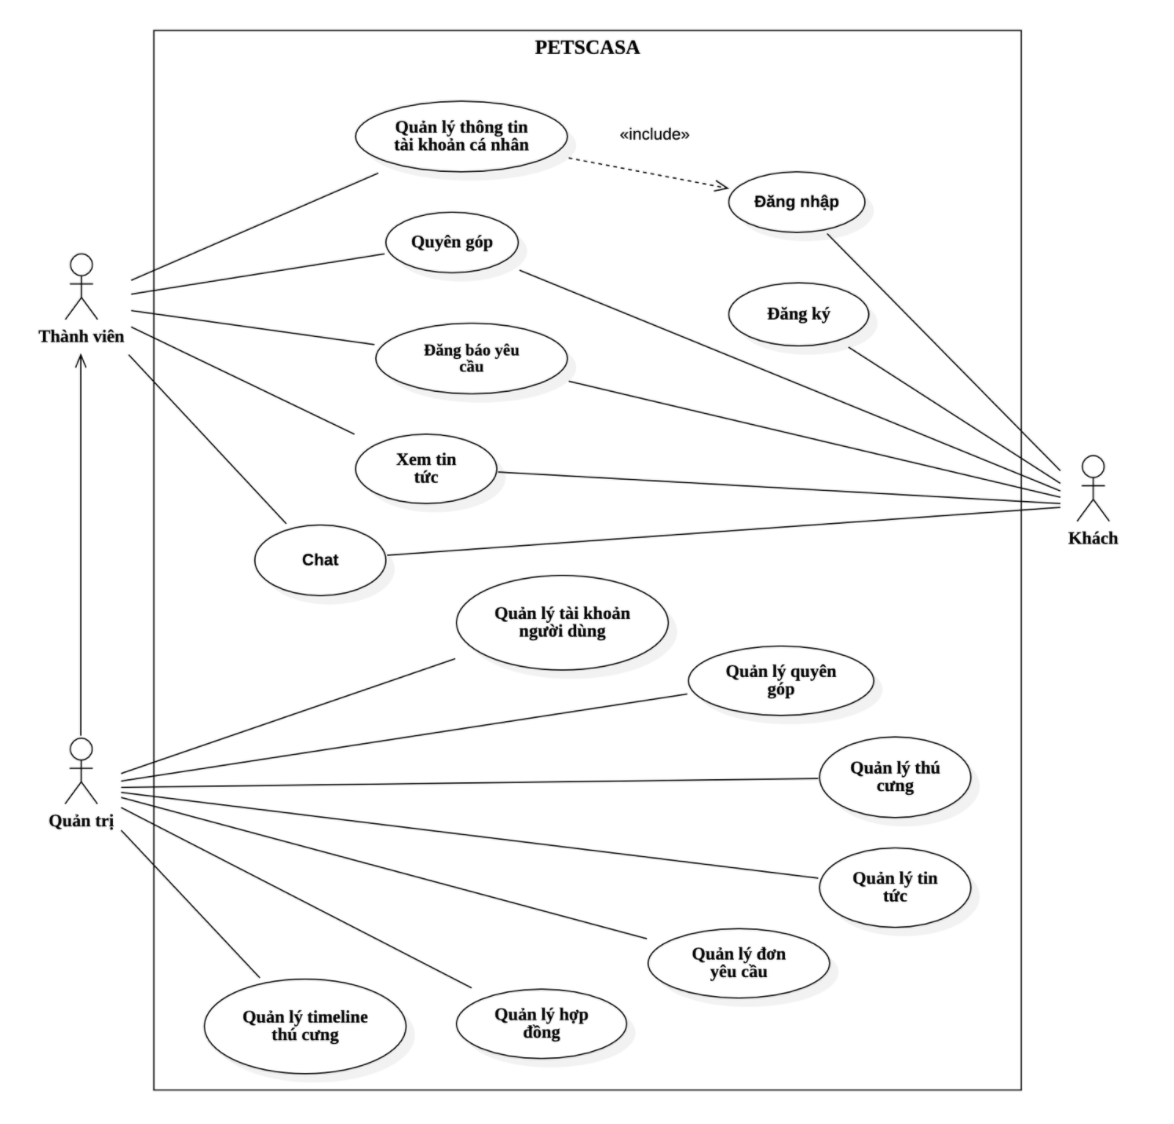 PETSCASA
Quản lý thông tin
tài khoản cá nhân
«include»
Đăng nhập
Quyên góp
Đăng ký
Thành viên
Đăng báo yêu
cầu
Xem tin
tức
Khách
Chat
Quản lý tài khoản
người dùng
Quản lý quyên
góp
Quản lý thú
cưng
Quản trị
Quản lý tin
tức
Quản lý đơn
yêu cầu
Quản lý timeline
thú cưng
Quản lý hợp
đồng